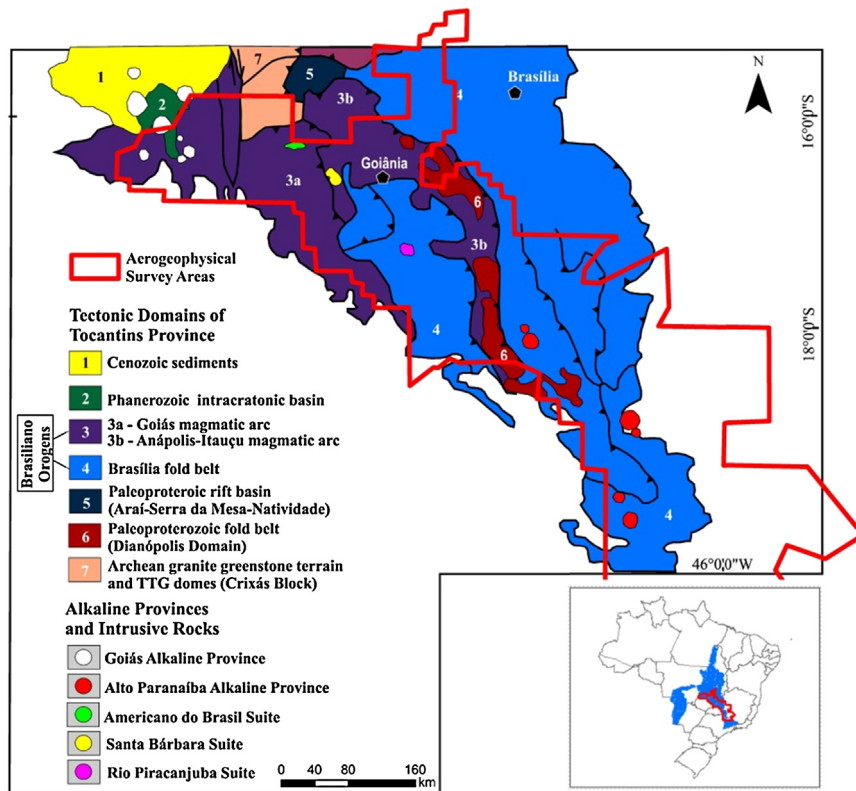 1
7
5
2
3b
4
Brasília
N
16°0'0"S
Goiânia
3a
6
3b
4
6
18°0'0"S
4
46°0'0"W
Aerogeophysical
Survey Areas
Tectonic Domains of
Tocantins Province
1 Cenozoic sediments
2 Phanerozoic intracratonic basin
Brasiliano
Orogens
3 3a - Goiás magmatic arc
3b - Anápolis-Itauçu magmatic arc
4 Brasília fold belt
5 Paleoproteroic rift basin
(Araí-Serra da Mesa-Natividade)
6 Paleoproterozoic fold belt
(Dianópolis Domain)
7 Archean granite greenstone terrain
and TTG domes (Crixás Block)
Alkaline Provinces
and Intrusive Rocks
Goiás Alkaline Province
Alto Paranaíba Alkaline Province
Americano do Brasil Suite
Santa Bárbara Suite
Rio Piracanjuba Suite
0 40 80 160
km